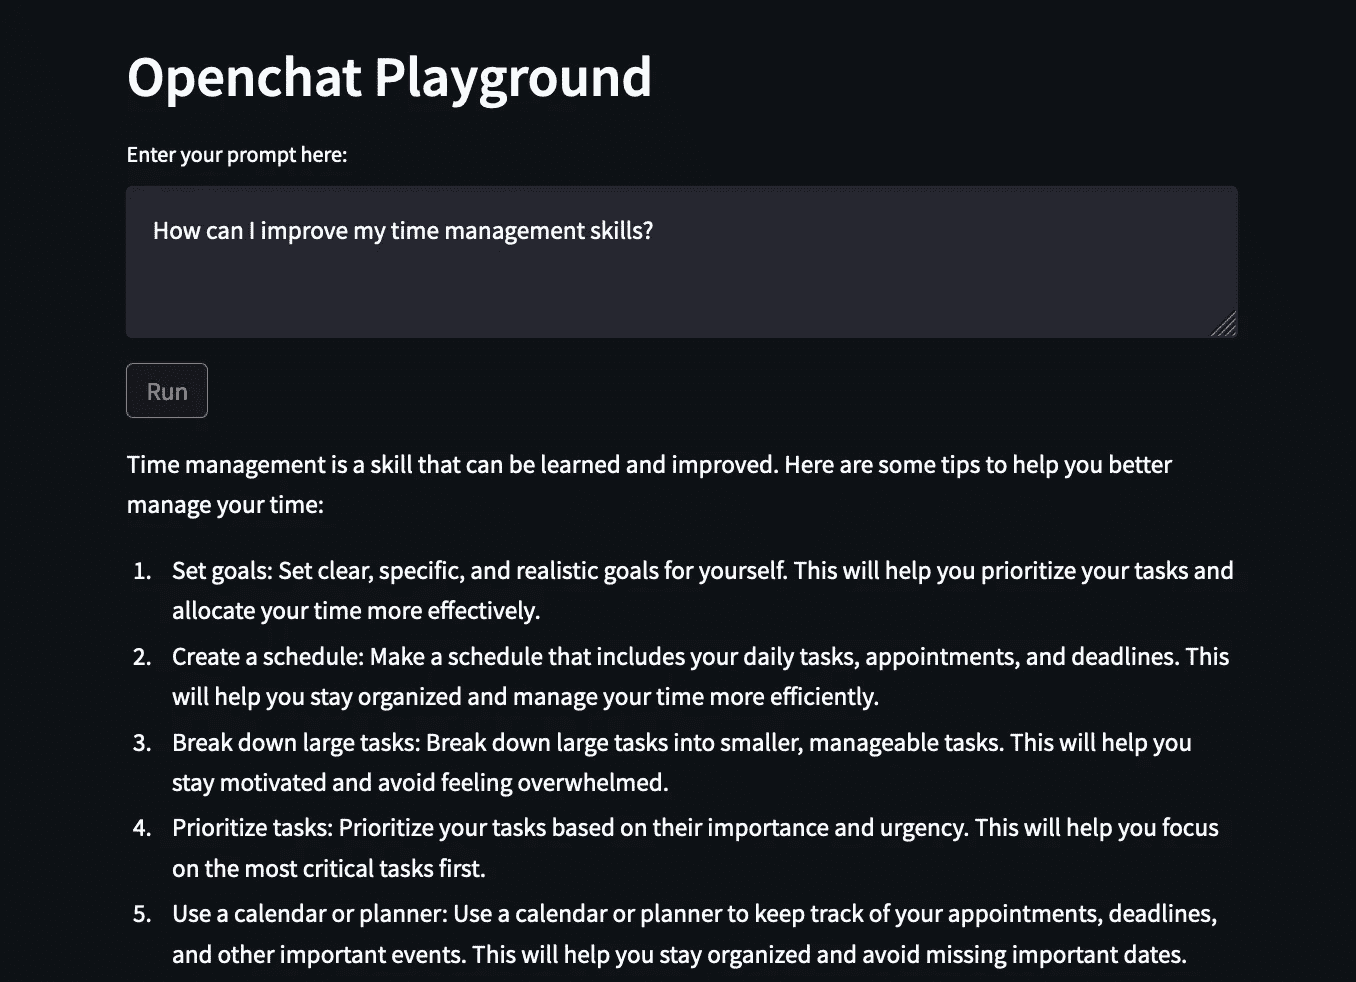 Openchat Playground
Enter your prompt here:
How can I improve my time management skills?
Run
Time management is a skill that can be learned and improved. Here are some tips to help you better
manage your time:
1. Set goals: Set clear, specific, and realistic goals for yourself. This will help you prioritize your tasks and
allocate your time more effectively.
2. Create a schedule: Make a schedule that includes your daily tasks, appointments, and deadlines. This
will help you stay organized and manage your time more efficiently.
3. Break down large tasks: Break down large tasks into smaller, manageable tasks. This will help you
stay motivated and avoid feeling overwhelmed.
4. Prioritize tasks: Prioritize your tasks based on their importance and urgency. This will help you focus
on the most critical tasks first.
5. Use a calendar or planner: Use a calendar or planner to keep track of your appointments, deadlines,
and other important events. This will help you stay organized and avoid missing important dates.